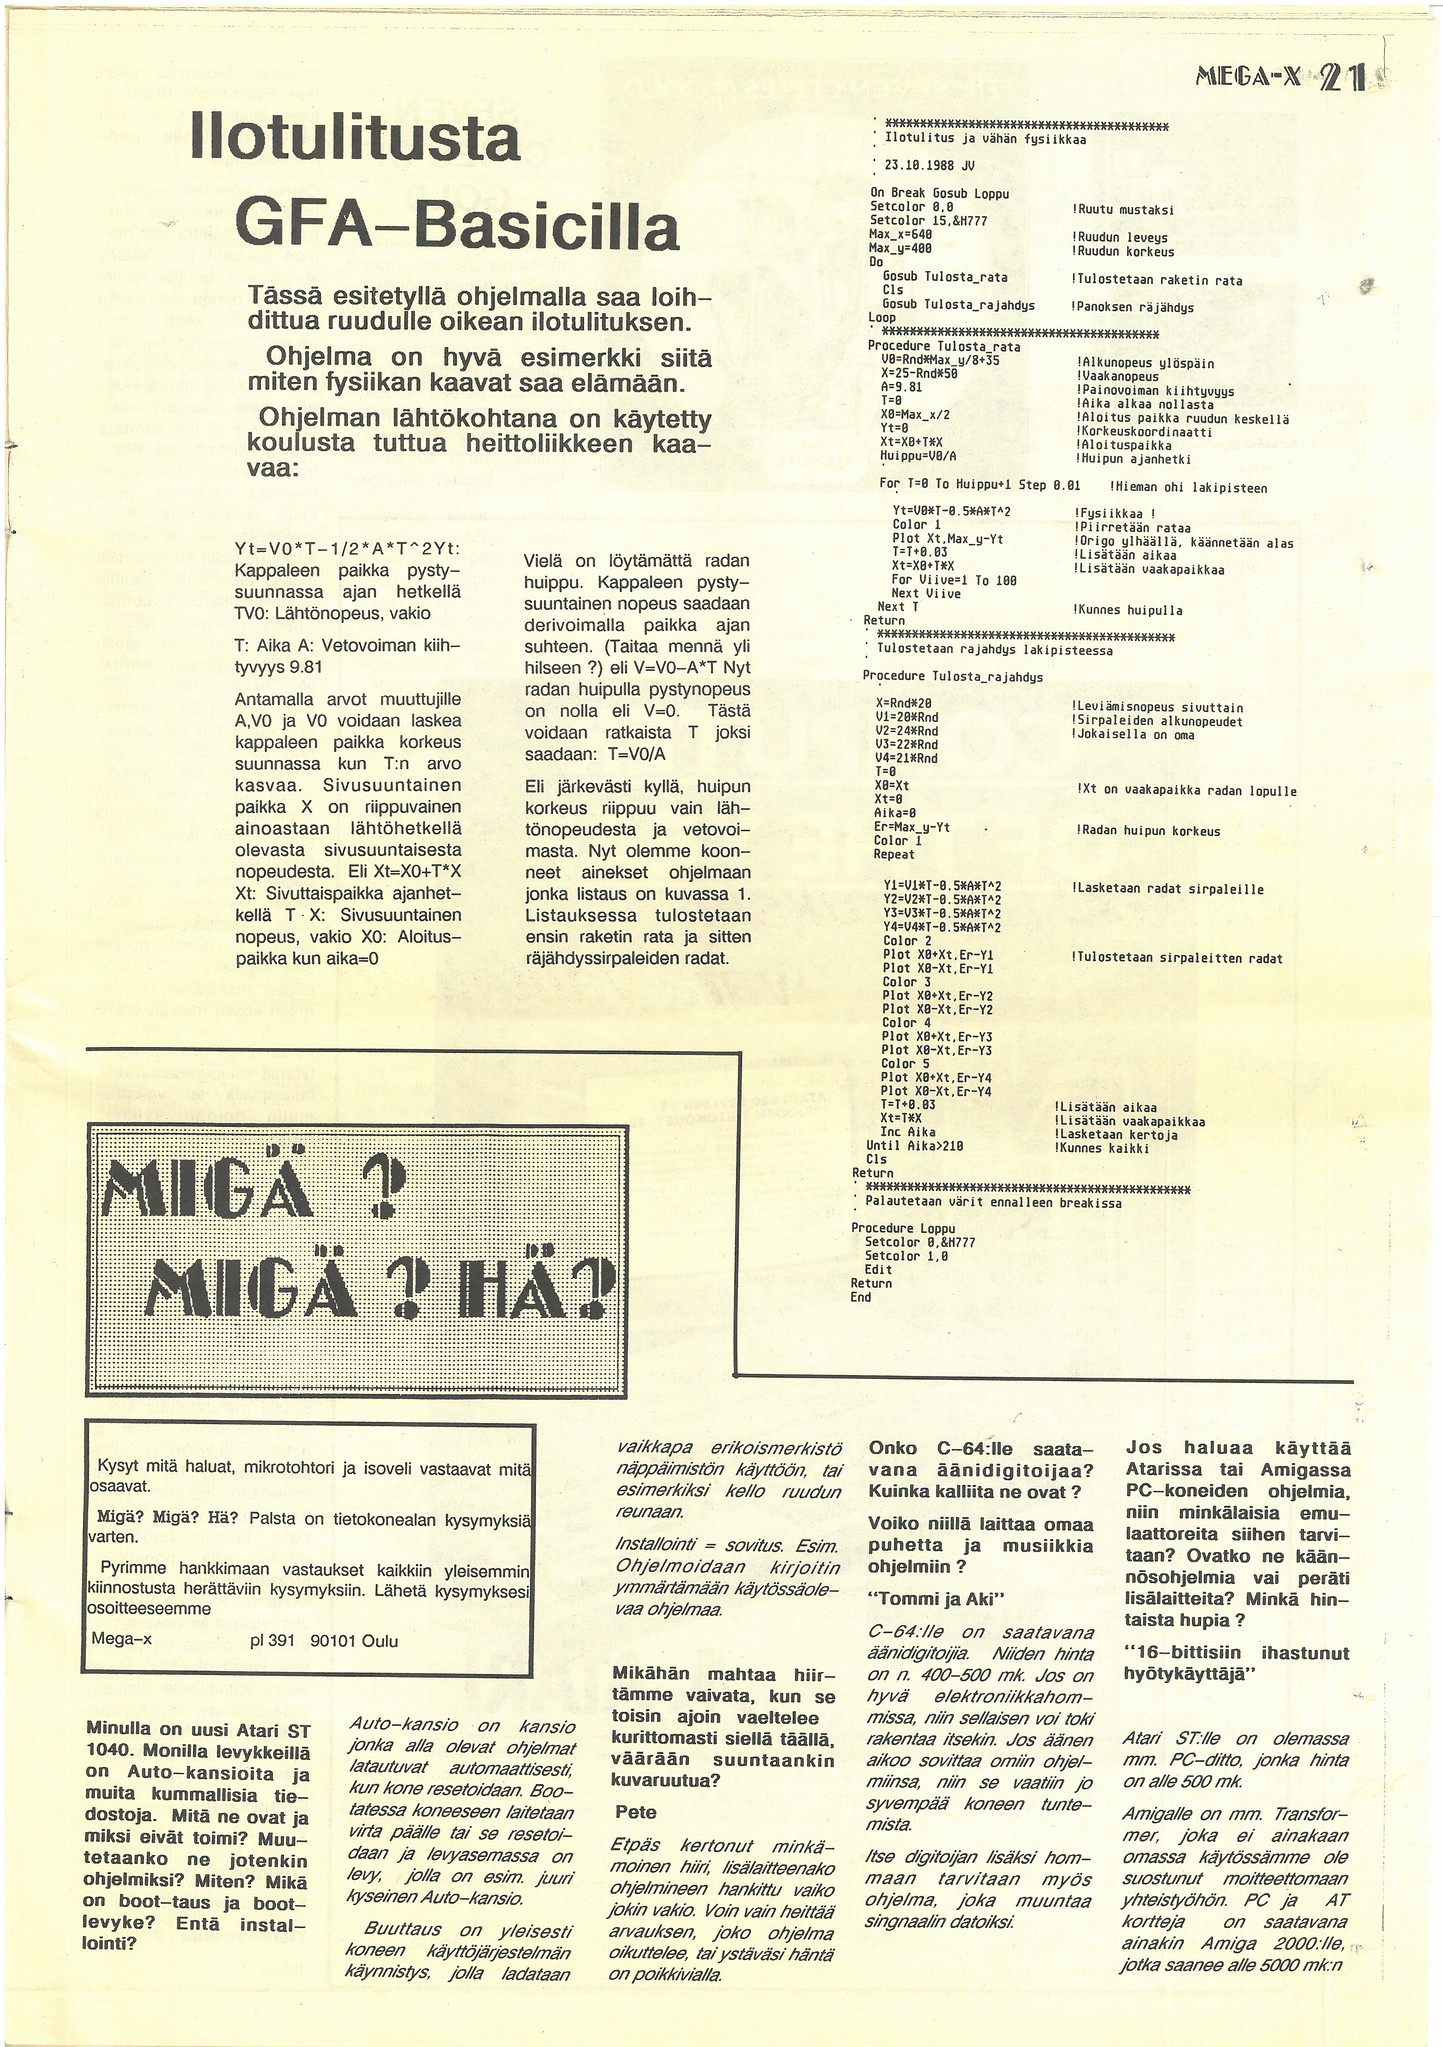 MEGA-X 21
Ilotulitusta
GFA-Basicilla
Tässä esitetyllä ohjelmalla saa loih-
dittua ruudulle oikean ilotulituksen.
Ohjelma on hyvä esimerkki siitä
miten fysiikan kaavat saa elämään.
Ohjelman lähtökohtana on käytetty
koulusta tuttua heittoliikkeen kaa-
vaa:
Yt=V0*T-1/2*A*T^2Yt:
Kappaleen paikka pysty-
suunnassa ajan hetkellä
TV0: Lähtönopeus, vakio
T: Aika A: Vetovoiman kiih-
tyvyys 9.81
Antamalla arvot muuttujille
A,V0 ja V0 voidaan laskea
kappaleen paikka korkeus
suunnassa kun T:n arvo
kasvaa. Sivusuuntainen
paikka X on riippuvainen
ainoastaan lähtöhetkellä
olevasta sivusuuntaisesta
nopeudesta. Eli Xt=X0+T*X
Xt: Sivuttaispaikka ajanhet-
kellä T X: Sivusuuntainen
nopeus, vakio X0: Aloitus-
paikka kun aika=0
Vielä on löytämättä radan
huippu. Kappaleen pysty-
suuntainen nopeus saadaan
derivoimalla paikka ajan
suhteen. (Taitaa mennä yli
hilseen ?) eli V=V0-A*T Nyt
radan huipulla pystynopeus
on nolla eli V=0. Tästä
voidaan ratkaista T joksi
saadaan: T=V0/A
Eli järkevästi kyllä, huipun
korkeus riippuu vain läh-
tönopeudesta ja vetovoi-
masta. Nyt olemme koon-
neet ainekset ohjelmaan
jonka listaus on kuvassa 1.
Listauksessa tulostetaan
ensin raketin rata ja sitten
räjähdyssirpaleiden radat.
' *****************************************
' Ilotulitus ja vähän fysiikkaa
'
' 23.10.1988 JV
'
On Break Gosub Loppu
Setcolor 0,0 !Ruutu mustaksi
Setcolor 15,&H777
Max_x=640 !Ruudun leveys
Max_y=400 !Ruudun korkeus
Do
Gosub Tulosta_rata !Tulostetaan raketin rata
Cls
Gosub Tulosta_rajahdys !Panoksen räjähdys
Loop
' ****************************************
Procedure Tulosta_rata
V0=Rnd*Max_y/8+35 !Alkunopeus ylöspäin
X=25-Rnd*50 !Vaakanopeus
A=9.81 !Painovoiman kiihtyvyys
T=0 !Aika alkaa nollasta
X0=Max_x/2 !Aloitus paikka ruudun keskellä
Yt=0 !Korkeuskoordinaatti
Xt=X0+T*X !Aloituspaikka
Huippu=V0/A !Huipun ajanhetki
'
For T=0 To Huippu+1 Step 0.01 !Hieman ohi lakipisteen
'
Yt=V0*T-0.5*A*T^2 !Fysiikkaa !
Color 1 !Piirretään rataa
Plot Xt,Max_y-Yt !Origo ylhäällä, käännetään alas
T=T+0.03 !Lisätään aikaa
Xt=X0+T*X !Lisätään vaakapaikkaa
For Viive=1 To 100
Next Viive
Next T !Kunnes huipulla
Return
' *******************************************
' Tulostetaan rajahdys lakipisteessa
'
Procedure Tulosta_rajahdys
'
X=Rnd*20 !Leviämisnopeus sivuttain
V1=20*Rnd !Sirpaleiden alkunopeudet
V2=24*Rnd !Jokaisella on oma
V3=22*Rnd
V4=21*Rnd
T=0
X0=Xt !Xt on vaakapaikka radan lopulle
Xt=0
Aika=0
Er=Max_y-Yt !Radan huipun korkeus
Color 1
Repeat
'
Y1=V1*T-0.5*A*T^2 !Lasketaan radat sirpaleille
Y2=V2*T-0.5*A*T^2
Y3=V3*T-0.5*A*T^2
Y4=V4*T-0.5*A*T^2
Color 2
Plot X0+Xt,Er-Y1 !Tulostetaan sirpaleitten radat
Plot X0-Xt,Er-Y1
Color 3
Plot X0+Xt,Er-Y2
Plot X0-Xt,Er-Y2
Color 4
Plot X0+Xt,Er-Y3
Plot X0-Xt,Er-Y3
Color 5
Plot X0+Xt,Er-Y4
Plot X0-Xt,Er-Y4
T=T+0.03 !Lisätään aikaa
Xt=T*X !Lisätään vaakapaikkaa
Inc Aika !Lasketaan kertoja
Until Aika>210 !Kunnes kaikki
Cls
Return
' ***********************************************
' Palautetaan värit ennalleen breakissa
'
Procedure Loppu
Setcolor 0,&H777
Setcolor 1,0
Edit
Return
End
MIGÄ ?
MIGÄ ? HÄ?
Kysyt mitä haluat, mikrotohtori ja isoveli vastaavat mitä
osaavat.
Migä? Migä? Hä? Palsta on tietokonealan kysymyksiä
varten.
Pyrimme hankkimaan vastaukset kaikkiin yleisemmin
kiinnostusta herättäviin kysymyksiin. Lähetä kysymyksesi
osoitteeseemme
Mega-x pl 391 90101 Oulu
Minulla on uusi Atari ST
1040. Monilla levykkeillä
on Auto-kansioita ja
muita kummallisia tie-
dostoja. Mitä ne ovat ja
miksi eivät toimi? Muu-
tetaanko ne jotenkin
ohjelmiksi? Miten? Mikä
on boot-taus ja boot-
levyke? Entä instal-
lointi?
Auto-kansio on kansio
jonka alla olevat ohjelmat
latautuvat automaattisesti,
kun kone resetoidaan. Boo-
tatessa koneeseen laitetaan
virta päälle tai se resetoi-
daan ja levyasemassa on
levy, jolla on esim. juuri
kyseinen Auto-kansio.
Buuttaus on yleisesti
koneen käyttöjärjestelmän
käynnistys, jolla ladataan
vaikkapa erikoismerkistö
näppäimistön käyttöön, tai
esimerkiksi kello ruudun
reunaan.
Installointi = sovitus. Esim.
Ohjelmoidaan kirjoitin
ymmärtämään käytössäole-
vaa ohjelmaa.
Mikähän mahtaa hiir-
tämme vaivata, kun se
toisin ajoin vaeltelee
kurittomasti siellä täällä,
väärään suuntaankin
kuvaruutua?
Pete
Etpäs kertonut minkä-
moinen hiiri, lisälaitteenako
ohjelmineen hankittu vaiko
jokin vakio. Voin vain heittää
arvauksen, joko ohjelma
oikuttelee, tai ystäväsi häntä
on poikkivialla.
Onko C-64:lle saata-
vana äänidigitoijaa?
Kuinka kalliita ne ovat ?
Voiko niillä laittaa omaa
puhetta ja musiikkia
ohjelmiin ?
"Tommi ja Aki"
C-64:lle on saatavana
äänidigitoijia. Niiden hinta
on n. 400-500 mk. Jos on
hyvä elektroniikkahom-
missa, niin sellaisen voi toki
rakentaa itsekin. Jos äänen
aikoo sovittaa omiin ohjel-
miinsa, niin se vaatiin jo
syvempää koneen tunte-
mista.
Itse digitoijan lisäksi hom-
maan tarvitaan myös
ohjelma, joka muuntaa
singnaalin datoiksi.
Jos haluaa käyttää
Atarissa tai Amigassa
PC-koneiden ohjelmia,
niin minkälaisia emu-
laattoreita siihen tarvi-
taan? Ovatko ne kään-
nösohjelmia vai peräti
lisälaitteita? Minkä hin-
taista hupia ?
"16-bittisiin ihastunut
hyötykäyttäjä"
Atari ST:lle on olemassa
mm. PC-ditto, jonka hinta
on alle 500 mk.
Amigalle on mm. Transfor-
mer, joka ei ainakaan
omassa käytössämme ole
suostunut moitteettomaan
yhteistyöhön. PC ja AT
kortteja on saatavana
ainakin Amiga 2000:lle,
jotka saanee alle 5000 mk:n